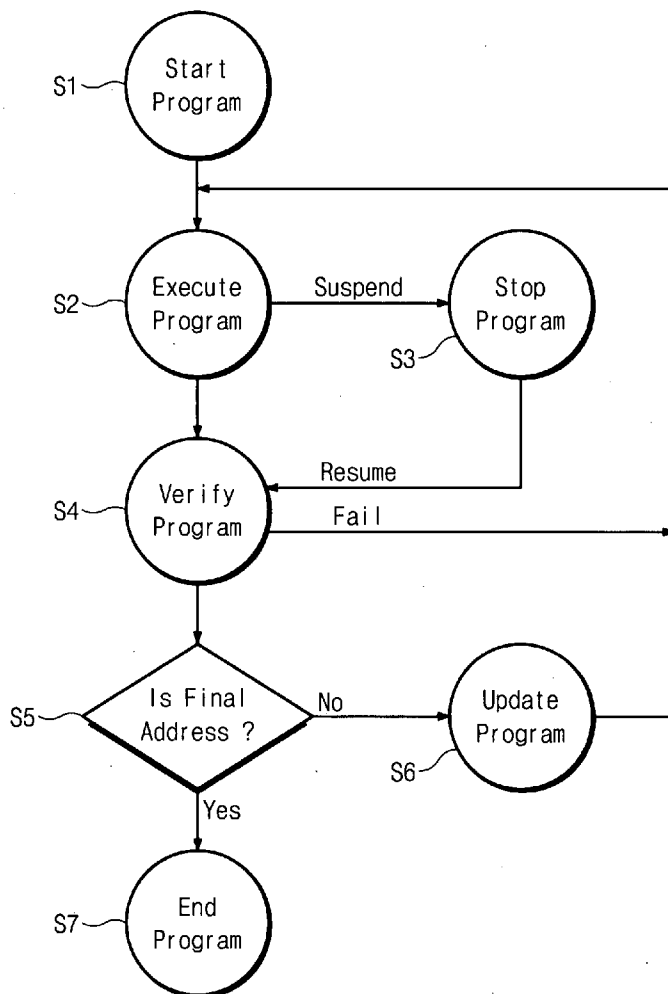 S1
Start
Program
S2
Execute
Program
Suspend
Stop
Program
S3
Resume
S4
Verify
Program
Fail
S5
Is Final
Address ?
No
Update
Program
S6
Yes
S7
End
Program